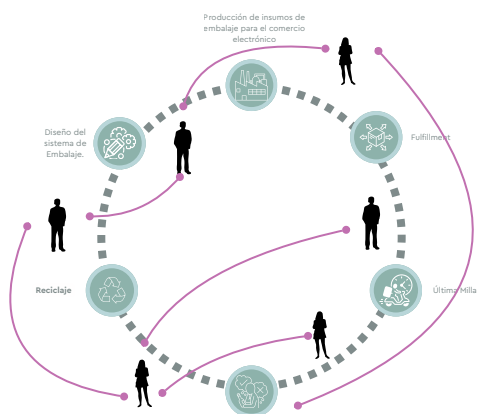 Producción de insumos de
embalaje para el comercio
electrónico
Diseño del
sistema de
Embalaje.
Fulfillment
Reciclaje
Última Milla